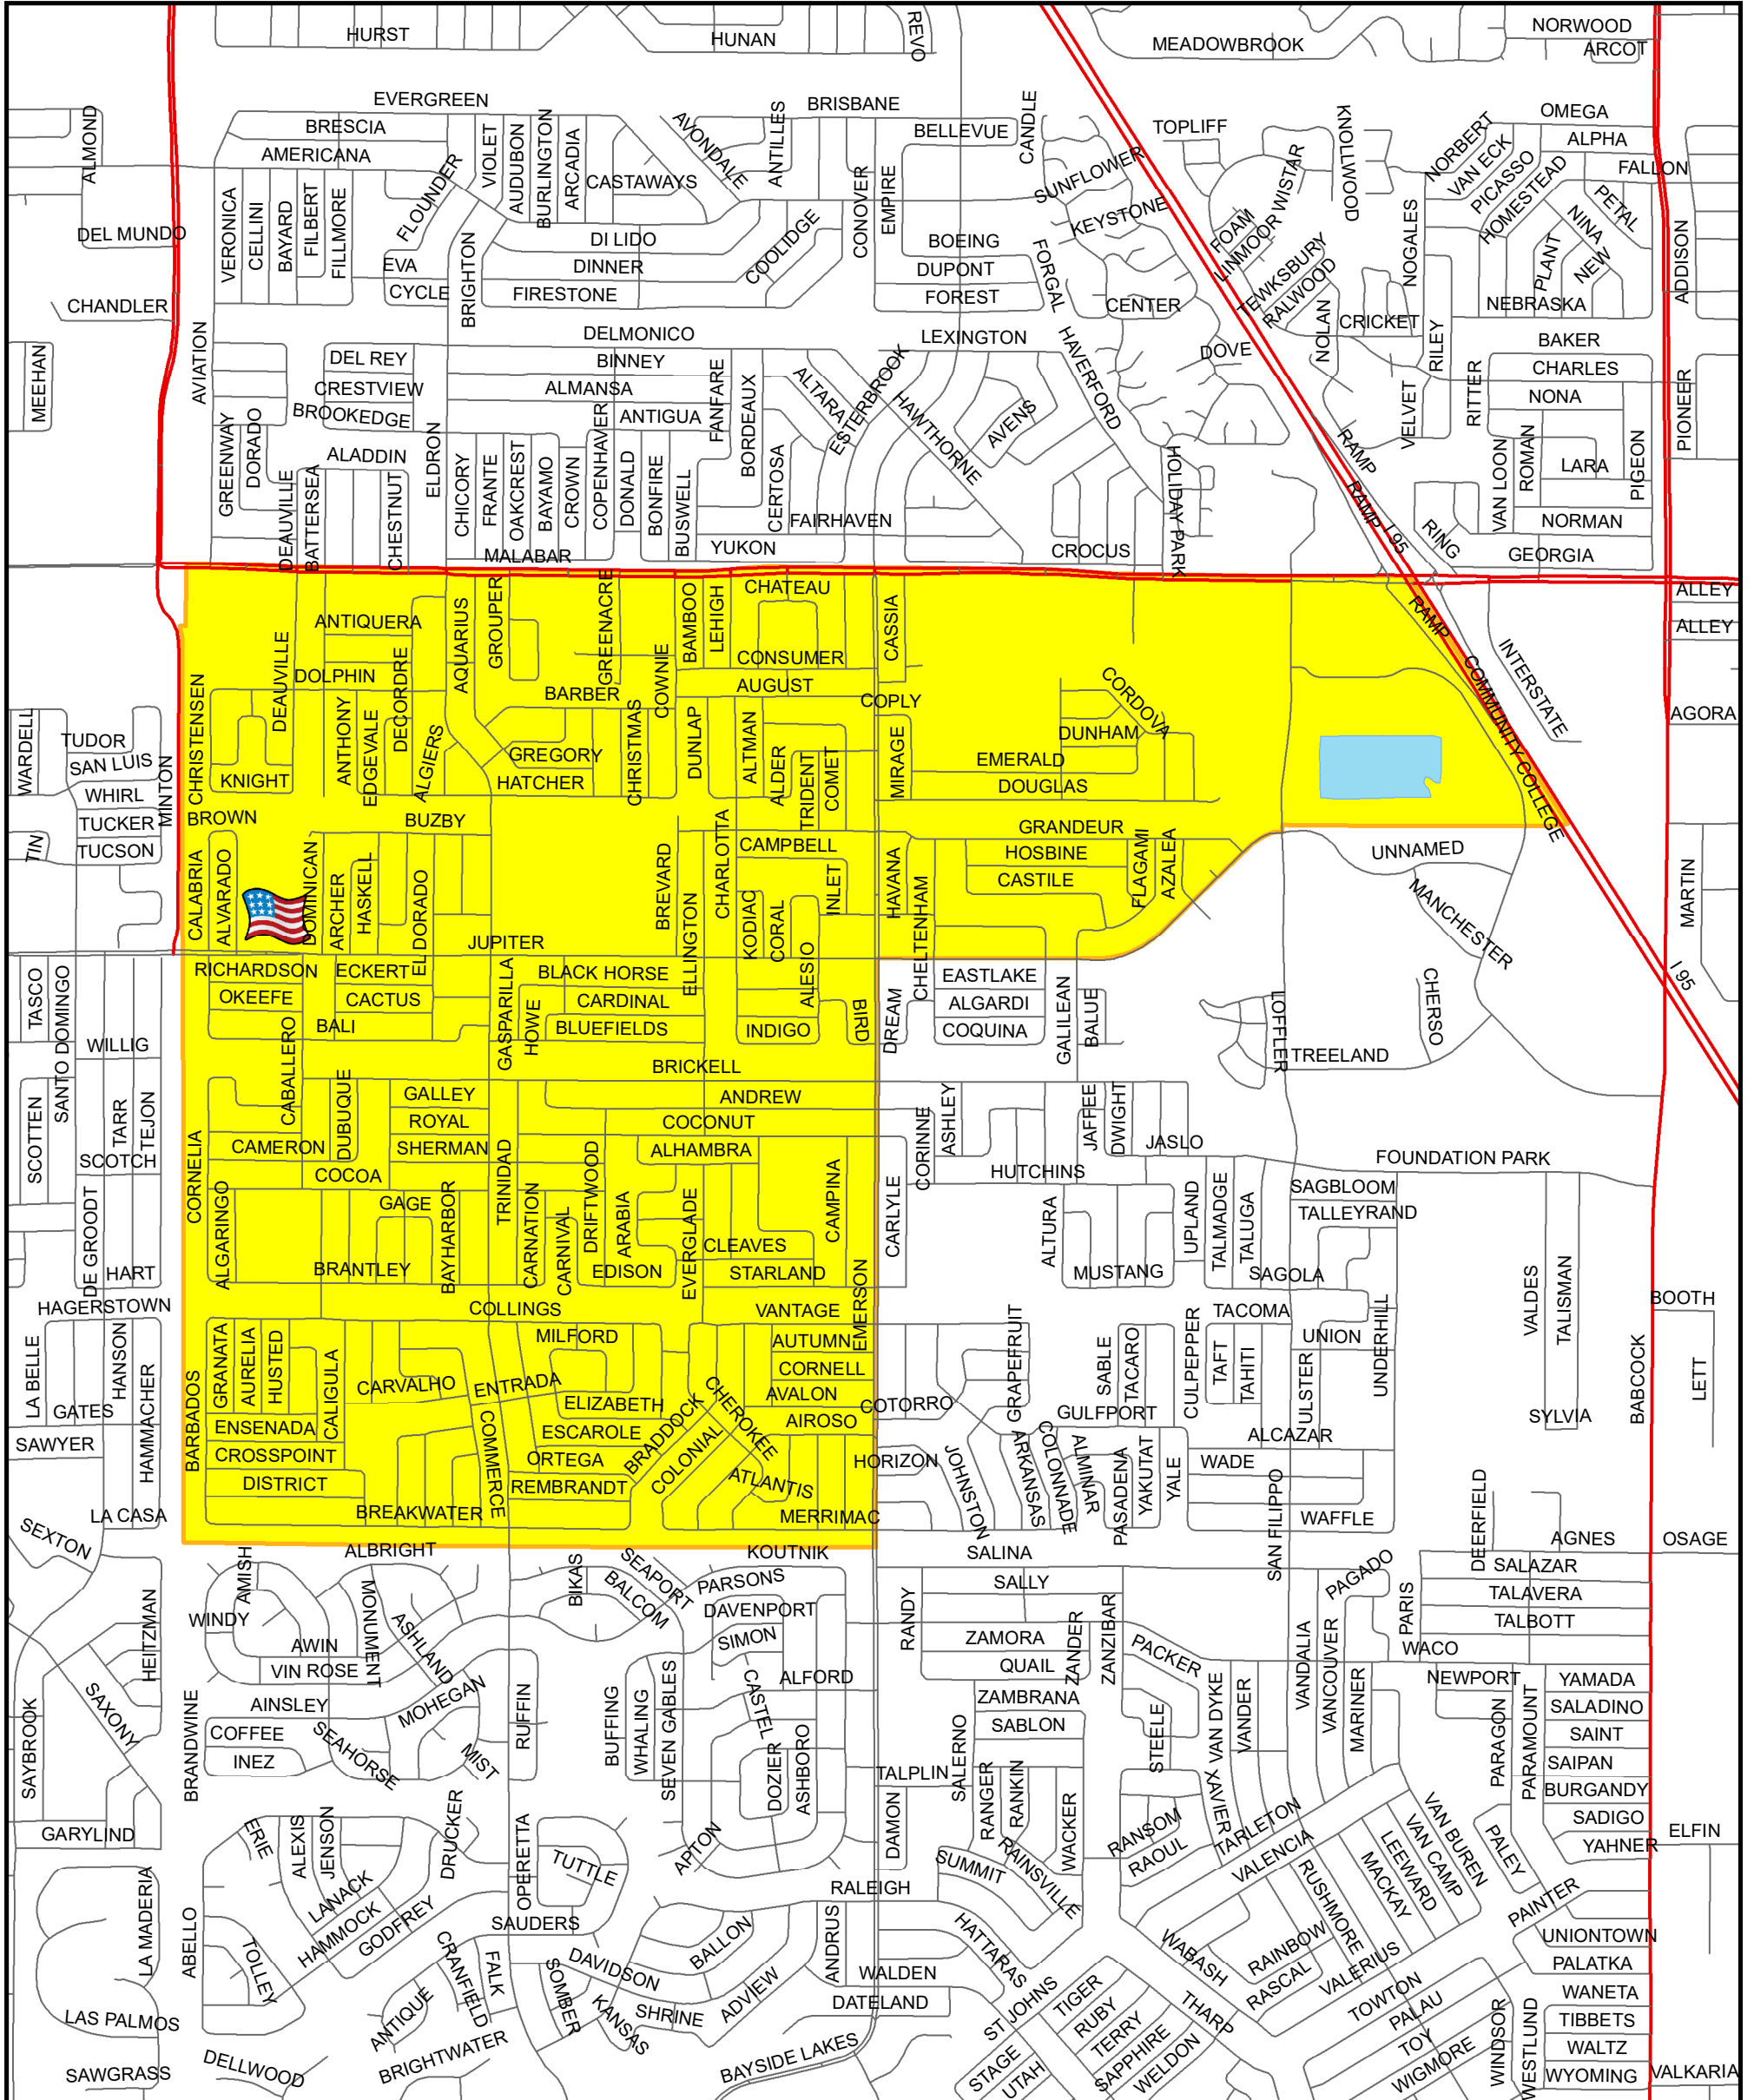 HURST
HUNAN
REVO
MEADOWBROOK
NORWOOD
ARCOT
EVERGREEN
BRISBANE
BRESCIA
AMERICANA
ALMOND
VIOLET
AUDUBON
BURLINGTON
ARCADIA
AVONDALE
ANTILLES
BELLEVUE
CANDLE
TOPLIFF
KNOLLWOOD
OMEGA
ALPHA
FALLON
NORBERT
VAN ECK
PICASSO
HOMESTEAD
PETAL
NINA
NEW
PLANT
DEL MUNDO
VERONICA
CELLINI
BAYARD
FILBERT
FILLMORE
FLOUNDER
CASTAWAYS
CONOVER
EMPIRE
SUNFLOWER
KEYSTONE
WISTAR
FOAM
LINMOOR
TEWKSBURY
RALWOOD
NOGALES
ADDISON
DI LIDO
DINNER
FIRESTONE
COOLIDGE
BOEING
DUPONT
FOREST
FORGAL
CENTER
EVA
CYCLE
BRIGHTON
CHANDLER
NEBRASKA
NOLAN
CRICKET
RILEY
BAKER
CHARLES
NONA
MEEHAN
AVIATION
DELMONICO
BINNEY
ALMANSA
ANTIGUA
DEL REY
CRESTVIEW
BROOKEDGE
ALADDIN
FANFARE
BORDEAUX
ALTARA
ESTERBROOK
LEXINGTON
HAWTHORNE
AVENS
HAVERFORD
DOVE
VELVET
RITTER
PIONEER
GREENWAY
DORADO
DEAUVILLE
BATTERSEA
CHESTNUT
ELDRON
CHICORY
FRANTE
OAKCREST
BAYAMO
CROWN
COPENHAVER
DONALD
BONFIRE
BUSWELL
CERTOSA
FAIRHAVEN
HOLIDAY PARK
RAMP
RAMP
I 95
RING
VAN LOON
ROMAN
LARA
PIGEON
NORMAN
GEORGIA
MALABAR
YUKON
CROCUS
ALLEY
ALLEY
ANTIQUERA
AQUARIUS
GROUPER
GREENACRE
BAMBOO
LEHIGH
CHATEAU
CASSIA
RAMP
COMMUNITY COLLEGE
INTERSTATE
CHRISTENSEN
DEAUVILLE
DOLPHIN
DECORDRE
BARBER
COWNIE
CONSUMER
AUGUST
COPLY
CORDOVA
DUNHAM
AGORA
WARDELL
TUDOR
SAN LUIS
WHIRL
TUCKER
TUCSON
TIN
MINTON
KNIGHT
ANTHONY
EDGEVALE
ALGIERS
GREGORY
HATCHER
CHRISTMAS
DUNLAP
ALTMAN
ALDER
TRIDENT
COMET
MIRAGE
EMERALD
DOUGLAS
BROWN
BUZBY
GRANDEUR
CAMPBELL
HOSBINE
CASTILE
FLAGAMI
AZALEA
UNNAMED
MANCHESTER
MARTIN
CALABRIA
ALVARADO
DOMINICAN
ARCHER
HASKELL
ELDORADO
BREVARD
ELLINGTON
CHARLOTTA
KODIAC
CORAL
INLET
HAVANA
CHELTENHAM
JUPITER
RICHARDSON
ECKERT
OKEEFE
CACTUS
BALI
GASPARILLA
HOWE
BLACK HORSE
CARDINAL
BLUEFIELDS
INDIGO
ALESIO
BIRD
DREAM
EASTLAKE
ALGARDI
COQUINA
GALILEAN
BALUE
LOFFLER
CHERSO
TREELAND
I 95
TASCO
SANTO DOMINGO
WILLIG
SCOTTEN
TARR
TEJON
SCOTCH
DE GROODT
HART
HAGERSTOWN
CABALLERO
DUBUQUE
GALLEY
ROYAL
SHERMAN
BRICKELL
ANDREW
COCONUT
ALHAMBRA
CAMERON
COCOA
CORNELIA
ALGARINGO
GAGE
BAYHARBOR
TRINIDAD
CARNATION
CARNIVAL
DRIFTWOOD
ARABIA
EVERGLADE
CAMPINA
CLEAVES
EDISON
STARLAND
BRANTLEY
COLLINGS
VANTAGE
EMERSON
CARLYLE
CORINNE
ASHLEY
JAFFEE
DWIGHT
JASLO
HUTCHINS
FOUNDATION PARK
SAGBLOOM
TALLEYRAND
ALTURA
UPLAND
TALMADGE
TALUGA
MUSTANG
SAGOLA
VALDES
TALISMAN
BOOTH
LETT
LA BELLE
HANSON
HAMMACHER
GATES
SAWYER
LA CASA
BARBADOS
GRANATA
AURELIA
HUSTED
CALIGULA
CARVALHO
ENTRADA
MILFORD
ELIZABETH
ESCAROLE
ORTEGA
REMBRANDT
COMMERCE
BRADDOCK
COLONIAL
CHEROKEE
ATLANTIS
AUTUMN
CORNELL
AVALON
AIROSO
MERRIMAC
ENSENADA
CROSSPOINT
DISTRICT
BREAKWATER
COTORRO
HORIZON
JOHNSTON
GRAPEFRUIT
ARKANSAS
COLONNADE
ALMINAR
SABLE
TACARO
GULFPORT
PASADENA
YAKUTAT
YALE
CULPEPPER
TAFT
TAHITI
TACOMA
UNION
ULSTER
UNDERHILL
ALCAZAR
WADE
WAFFLE
SAN FILIPPO
SYLVIA
BABCOCK
DEERFIELD
AGNES
OSAGE
SEXTON
HEITZMAN
ALBRIGHT
AMISH
WINDY
MONUMENT
ASHLAND
AWIN
VIN ROSE
AINSLEY
COFFEE
INEZ
SEAHORSE
MOHEGAN
MIST
RUFFIN
BIKAS
BALCOM
SEAPORT
PARSONS
KOUTNIK
DAVENPORT
SIMON
ALFORD
CASTEL
DOZIER
ASHBORO
BUFFING
WHALING
SEVEN GABLES
SALINA
SALLY
RANDY
ZAMORA
QUAIL
ZANDER
ZANZIBAR
ZAMBRANA
SABLON
PACKER
STEELE
VAN DYKE
VANDER
XAVIER
VANDALIA
VANCOUVER
MARINER
PAGADO
PARIS
SALAZAR
TALAVERA
TALBOTT
WACO
NEWPORT
PARAGON
PARAMOUNT
YAMADA
SALADINO
SAINT
SAIPAN
BURGANDY
SADIGO
YAHNER
ELFIN
SAYBROOK
SAXONY
BRANDWINE
GARYLIND
LA MADERIA
LAS PALMOS
SAWGRASS
ABELLO
ERIE
ALEXIS
JENSON
LANACK
HAMMOCK
GODFREY
DRUCKER
TOLLEY
DELLWOOD
ANTIQUE
CRANFIELD
FALK
BRIGHTWATER
OPERETTA
SAUDERS
TUTTLE
APTON
DAVIDSON
SOMBER
KANSAS
SHRINE
BALLON
ADVIEW
ANDRUS
RALEIGH
WALDEN
DATELAND
BAYSIDE LAKES
TALPLIN
DAMON
SALERNO
RANGER
RANKIN
WACKER
SUMMIT
RAINSVILLE
HATTARAS
RANSOM
RAOUL
TARLETON
VALENCIA
RUSHMORE
MACKAY
LEEWARD
VAN CAMP
VAN BUREN
PALEY
PAINTER
UNIONTOWN
PALATKA
WANETA
TIBBETS
WALTZ
WYOMING
VALKARIA
WABASH
RAINBOW
RASCAL
VALERIUS
TOWTON
PALAU
TOY
WIGMORE
WINDSOR
WESTLUND
ST JOHNS
TIGER
RUBY
TERRY
SAPPHIRE
WELDON
THARP
STAGE
UTAH